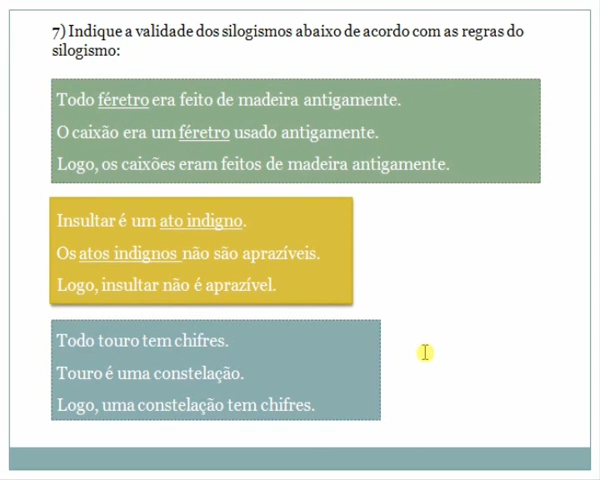 7) Indique a validade dos silogismos abaixo de acordo com as regras do
silogismo:
Todo féretro era feito de madeira antigamente.
O caixão era um féretro usado antigamente.
Logo, os caixões eram feitos de madeira antigamente.
Insultar é um ato indigno.
Os atos indignos não são aprazíveis.
Logo, insultar não é aprazível.
Todo touro tem chifres.
Touro é uma constelação.
Logo, uma constelação tem chifres.